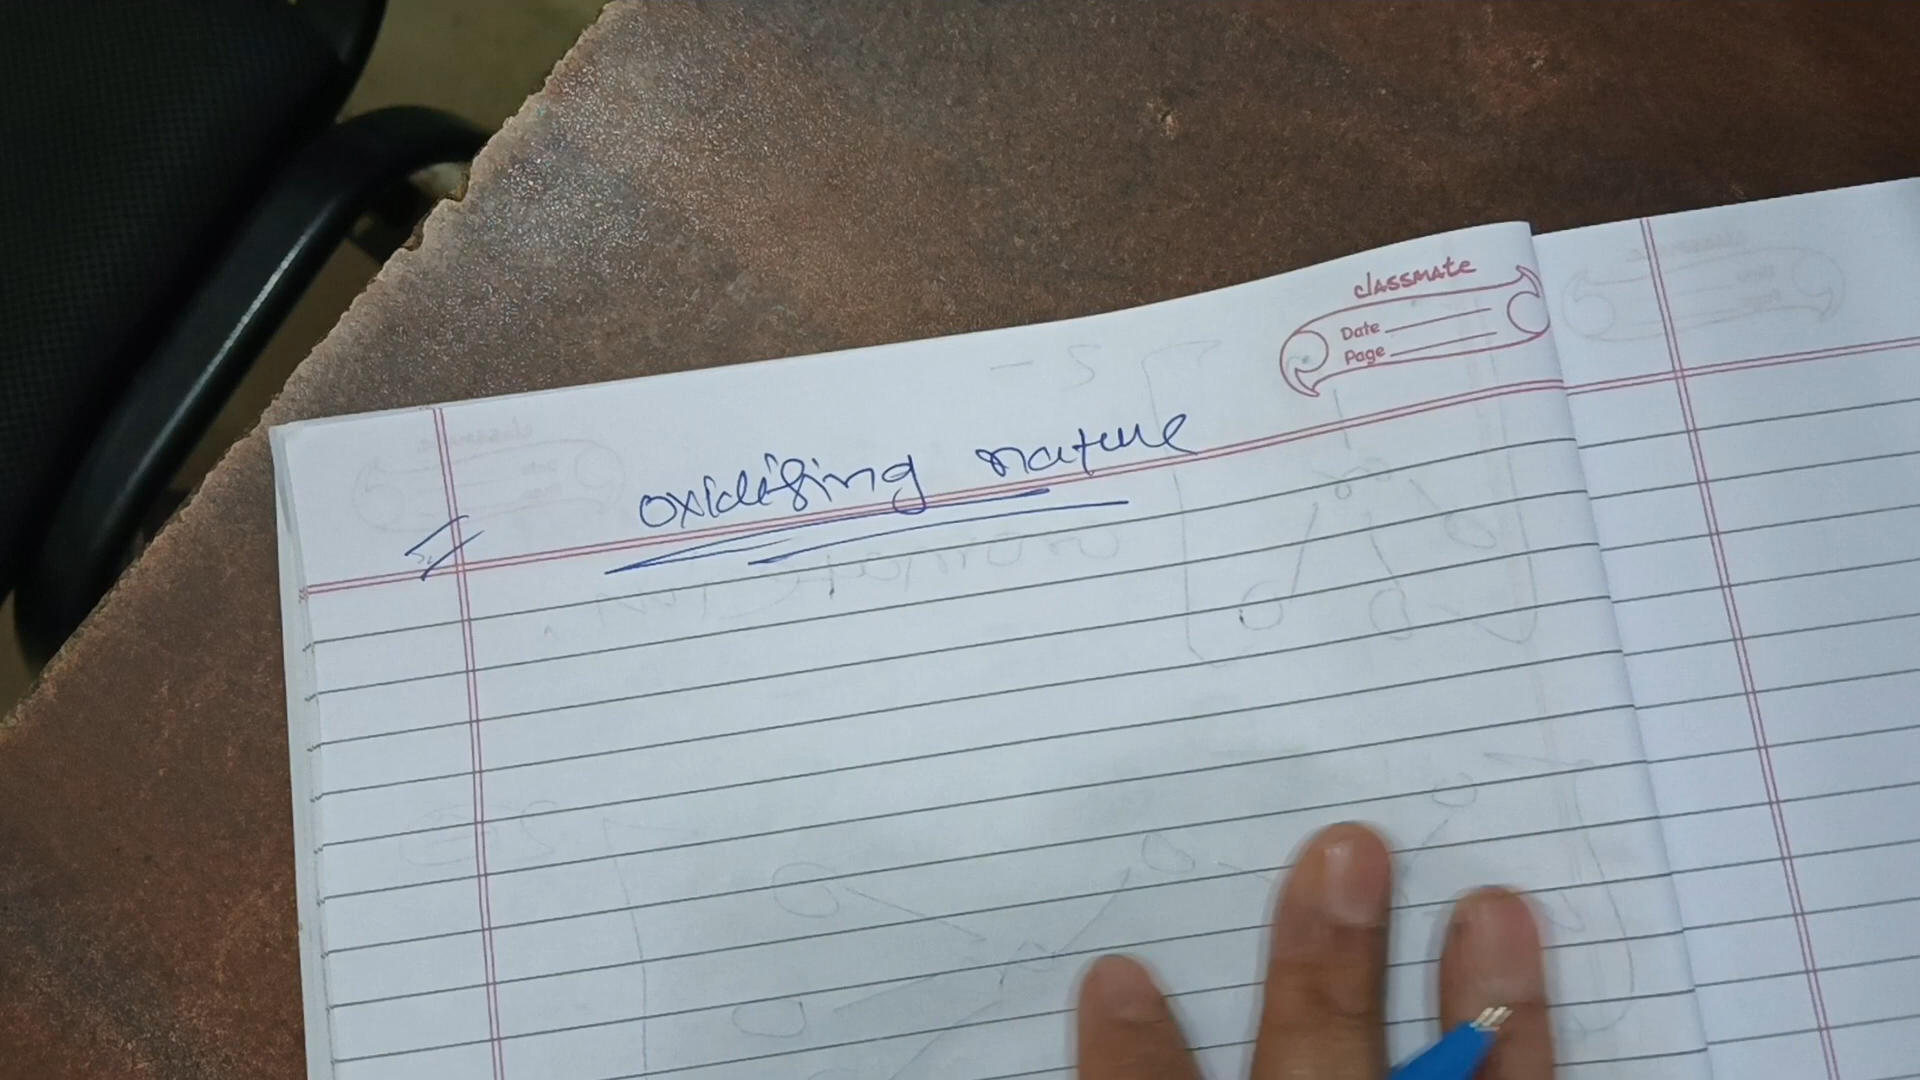 classmate
Date
Page
oxidising nature